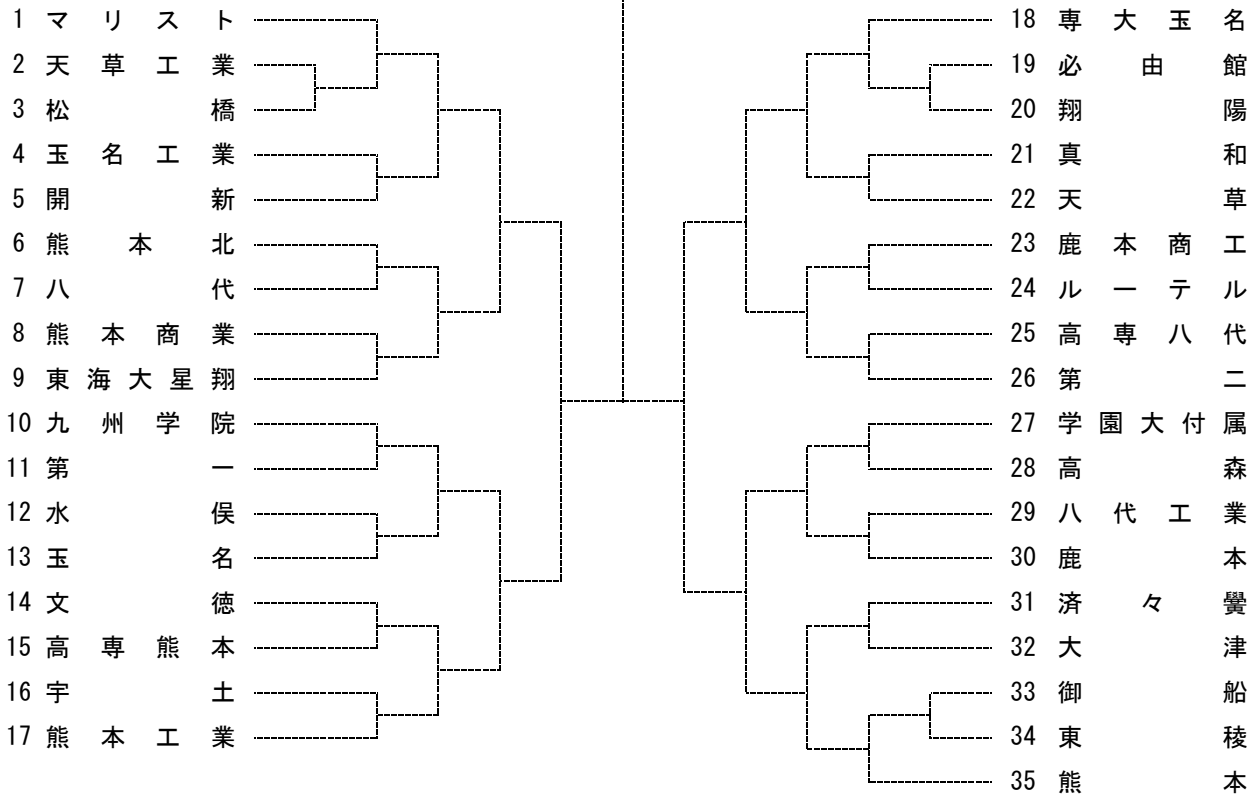 1 マリスト
2 天草工業
3 松橋
4 玉名工業
5 開新
6 熊本北
7 八代
8 熊本商業
9 東海大星翔
10 九州学院
11 第一
12 水俣
13 玉名
14 文徳
15 高専熊本
16 宇土
17 熊本工業
18 専大玉名
19 必由館
20 翔陽
21 真和
22 天草
23 鹿本商工
24 ルーテル
25 高専八代
26 第二
27 学園大付属
28 高森
29 八代工業
30 鹿本
31 済々黌
32 大津
33 御船
34 東稜
35 熊本